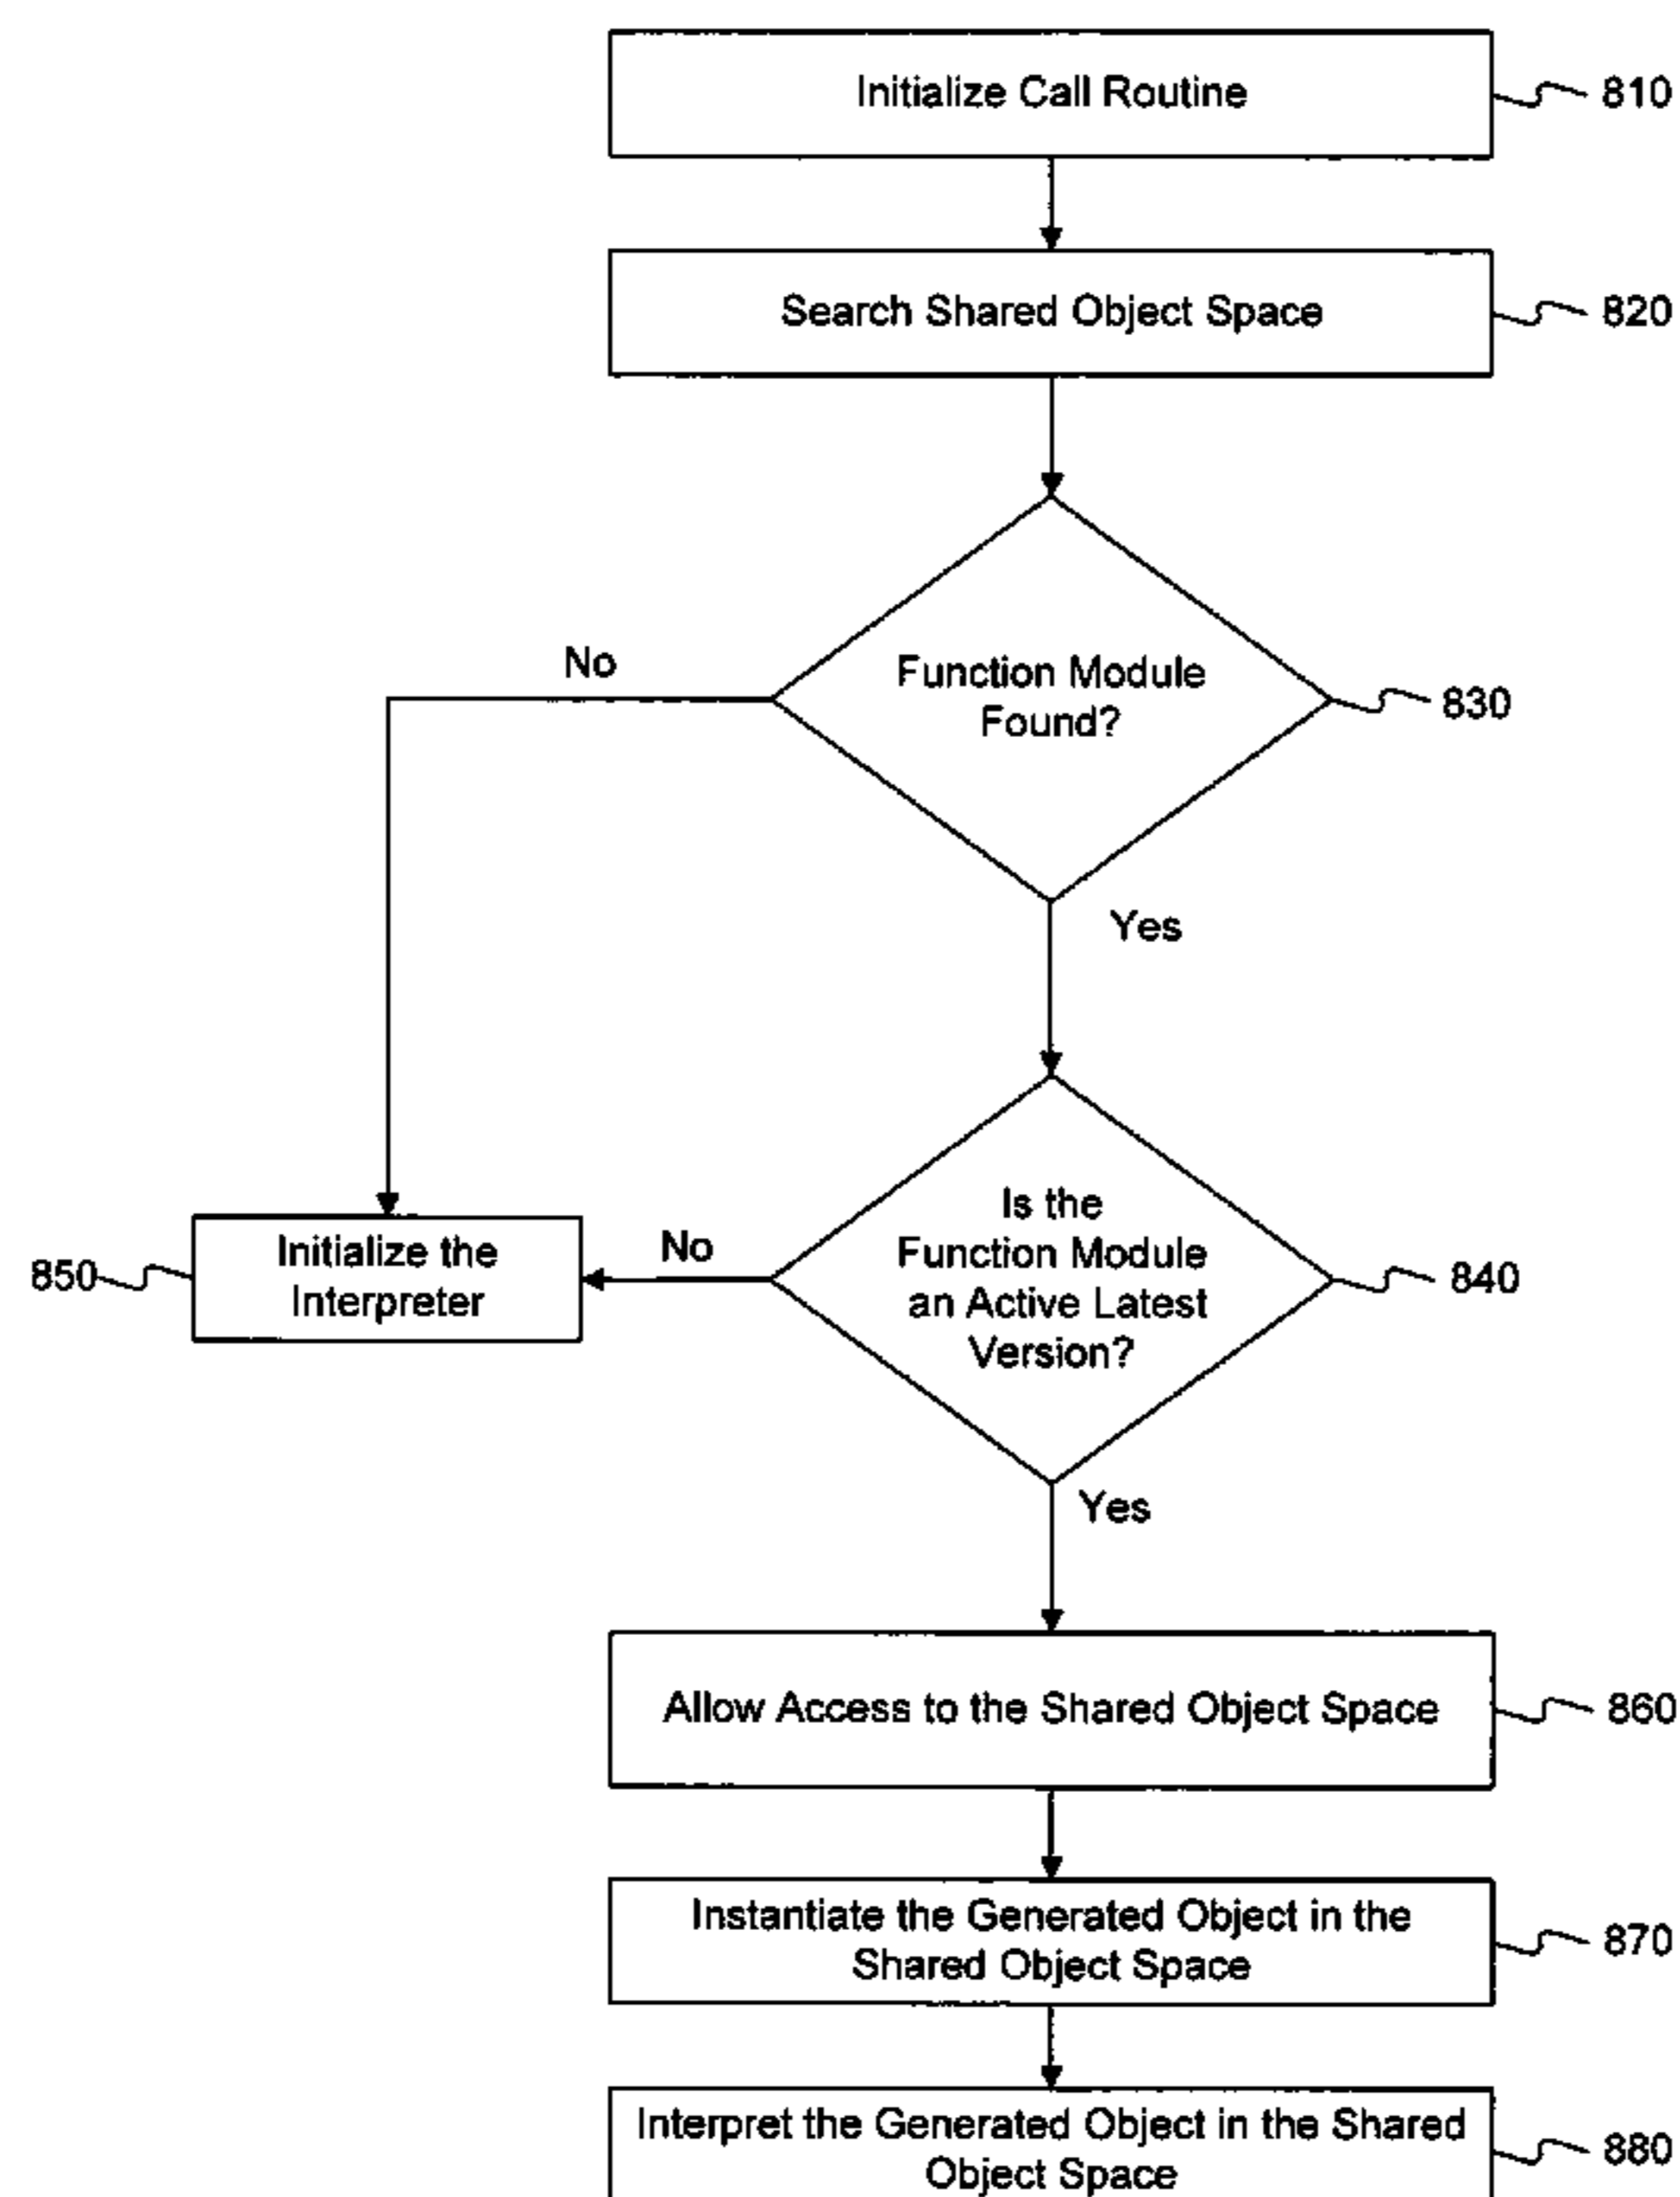 Initialize Call Routine
810
Search Shared Object Space
820
No
Function Module
Found?
830
Yes
850
Initialize the
Interpreter
No
Is the
Function Module
an Active Latest
Version?
840
Yes
Allow Access to the Shared Object Space
860
Instantiate the Generated Object in the
Shared Object Space
870
Interpret the Generated Object in the Shared
Object Space
880